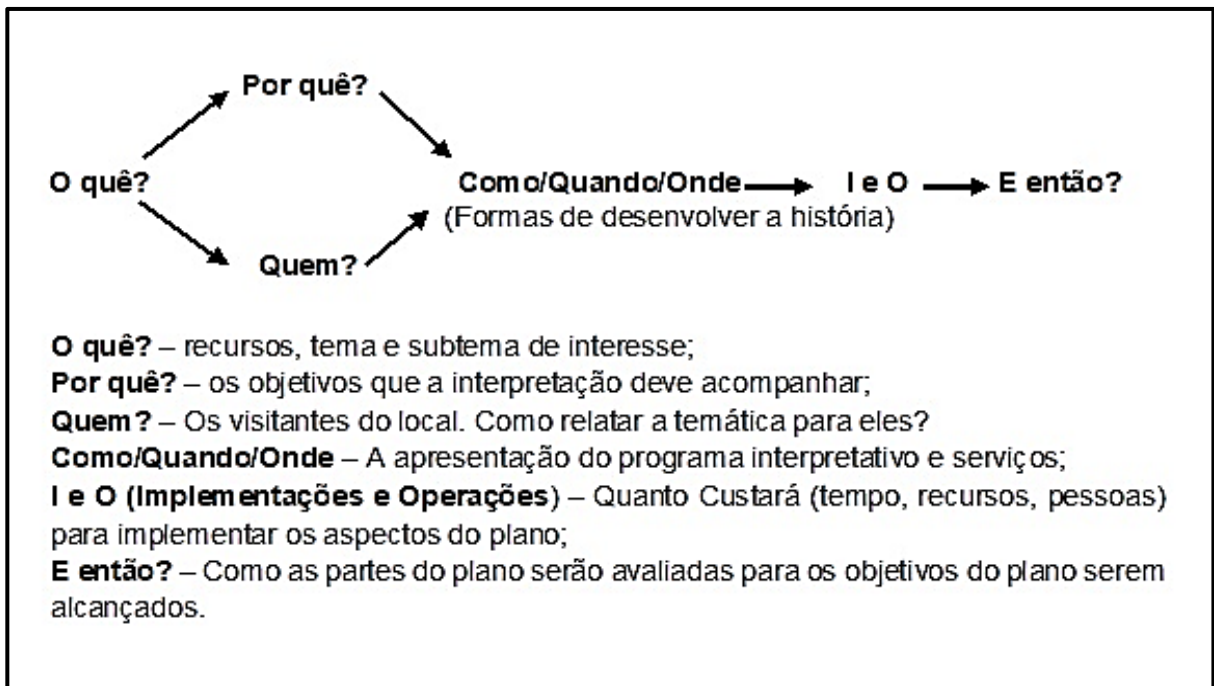 Por quê?
O quê?
Como/Quando/Onde
I e O
E então?
(Formas de desenvolver a história)
Quem?
O quê? – recursos, tema e subtema de interesse;
Por quê? – os objetivos que a interpretação deve acompanhar;
Quem? – Os visitantes do local. Como relatar a temática para eles?
Como/Quando/Onde – A apresentação do programa interpretativo e serviços;
I e O (Implementações e Operações) – Quanto Custará (tempo, recursos, pessoas)
para implementar os aspectos do plano;
E então? – Como as partes do plano serão avaliadas para os objetivos do plano serem
alcançados.